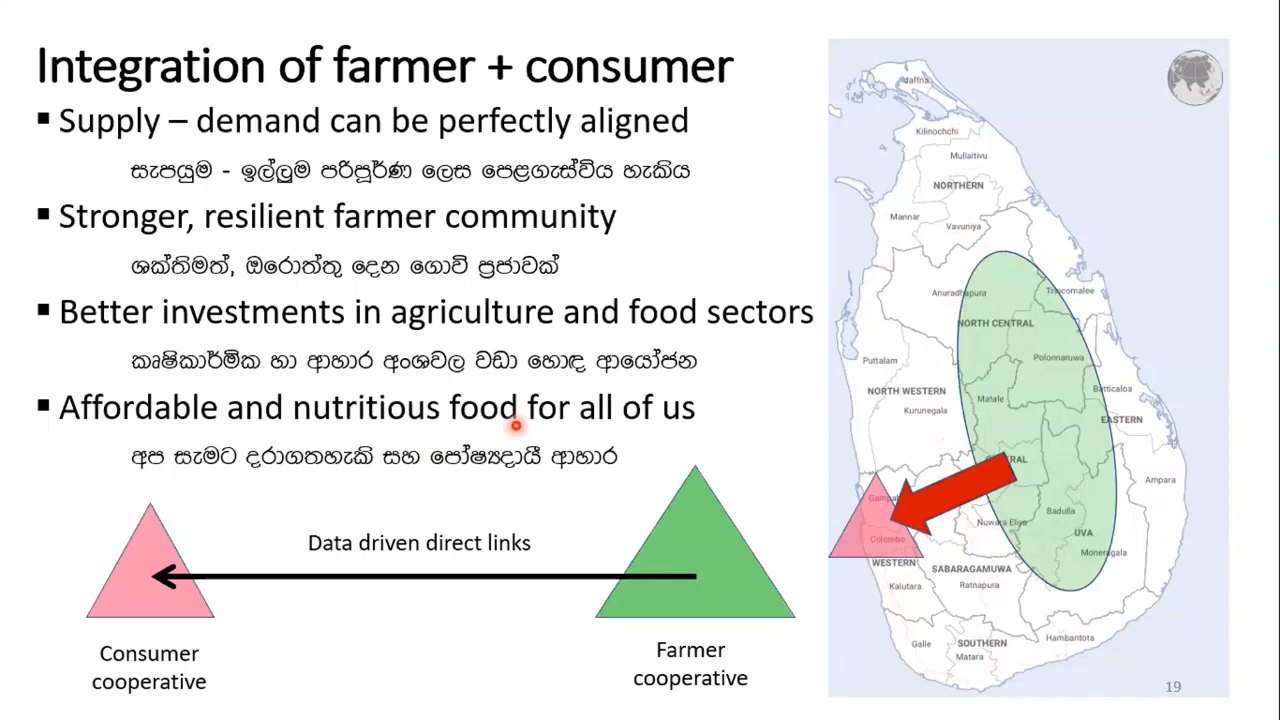 Integration of farmer + consumer
▪ Supply – demand can be perfectly aligned
සැපයුම - ඉල්ලුම පරිපූර්ණ ලෙස පෙළගැස්විය හැකිය
▪ Stronger, resilient farmer community
ශක්තිමත්, ඔරොත්තු දෙන ගොවි ප්‍රජාවක්
▪ Better investments in agriculture and food sectors
කෘෂිකාර්මික හා ආහාර අංශවල වඩා හොඳ ආයෝජන
▪ Affordable and nutritious food for all of us
අප සැමට දරාගතහැකි සහ පෝෂ්‍යදායී ආහාර
Data driven direct links
Consumer
cooperative
Farmer
cooperative
Jaffna
Kilinochchi
Mullaitivu
NORTHERN
Mannar
Vavuniya
Anuradhapura
Trincomalee
NORTH CENTRAL
Puttalam
Polonnaruwa
NORTH WESTERN
Batticaloa
Matale
Kurunegala
EASTERN
CENTRAL
Ampara
Gampaha
Badulla
Nuwara Eliya
UVA
Colombo
Moneragala
WESTERN
SABARAGAMUWA
Kalutara
Ratnapura
Hambantota
Galle
SOUTHERN
Matara
19